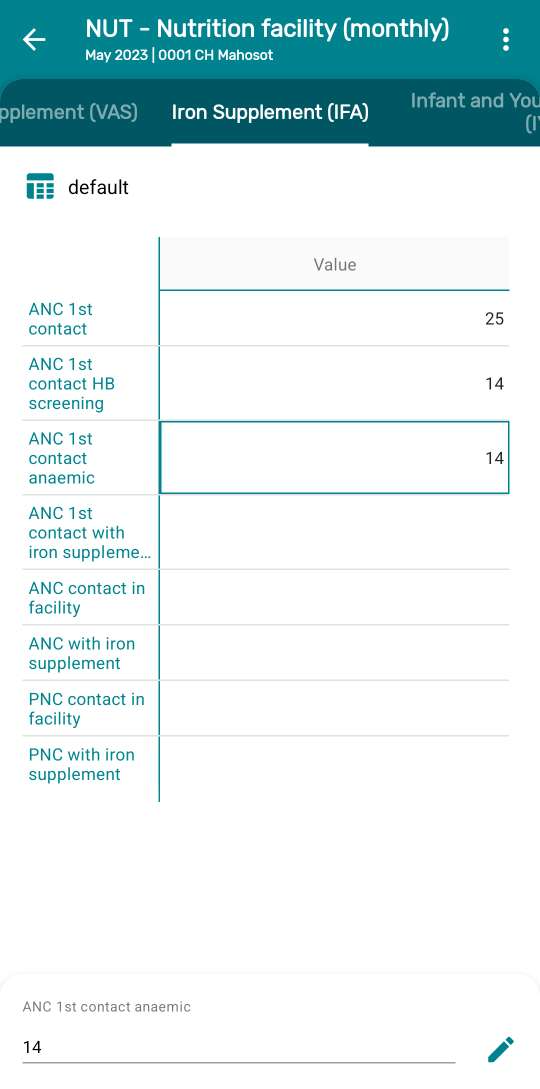 NUT - Nutrition facility (monthly)
May 2023 | 0001 CH Mahosot
pplement (VAS)
Iron Supplement (IFA)
Infant and You
(I
default
Value
ANC 1st
contact
25
ANC 1st
contact HB
screening
14
ANC 1st
contact
anaemic
14
ANC 1st
contact with
iron suppleme...
ANC contact in
facility
ANC with iron
supplement
PNC contact in
facility
PNC with iron
supplement
ANC 1st contact anaemic
14